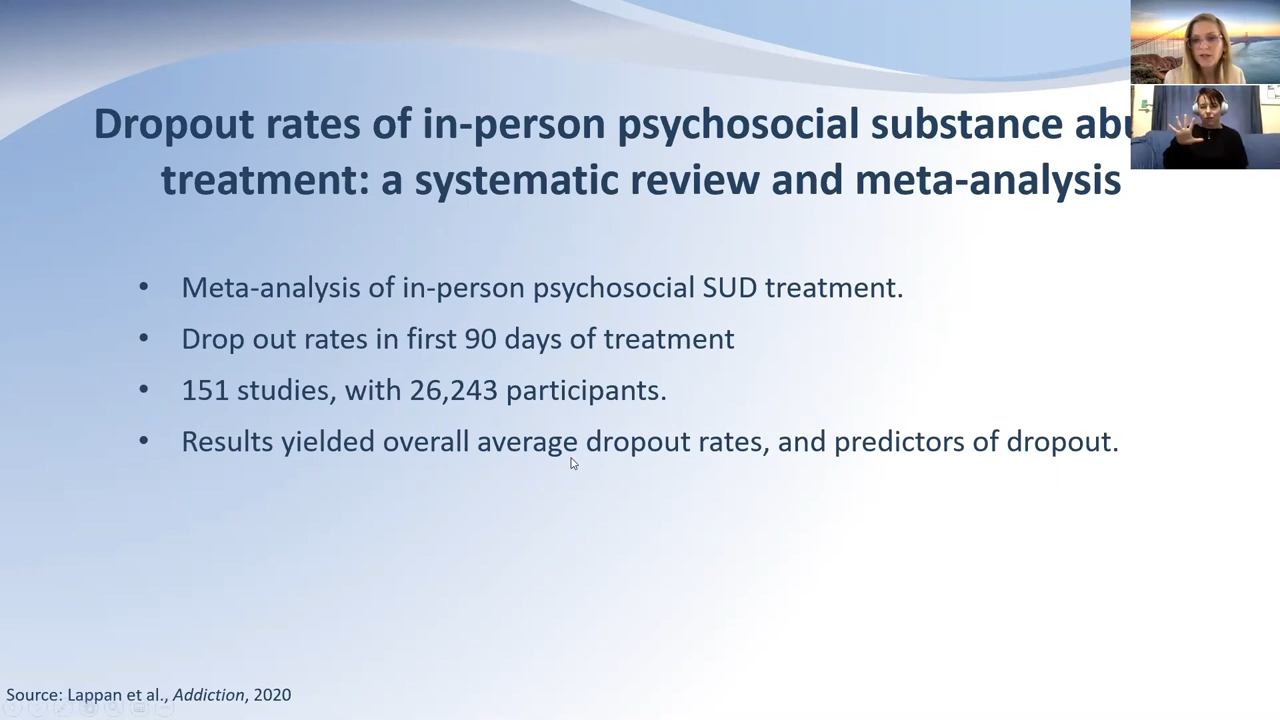 Dropout rates of in-person psychosocial substance
treatment: a systematic review and meta-analysis
• Meta-analysis of in-person psychosocial SUD treatment.
• Drop out rates in first 90 days of treatment
• 151 studies, with 26,243 participants.
• Results yielded overall average dropout rates, and predictors of dropout.
Source: Lappan et al., Addiction, 2020